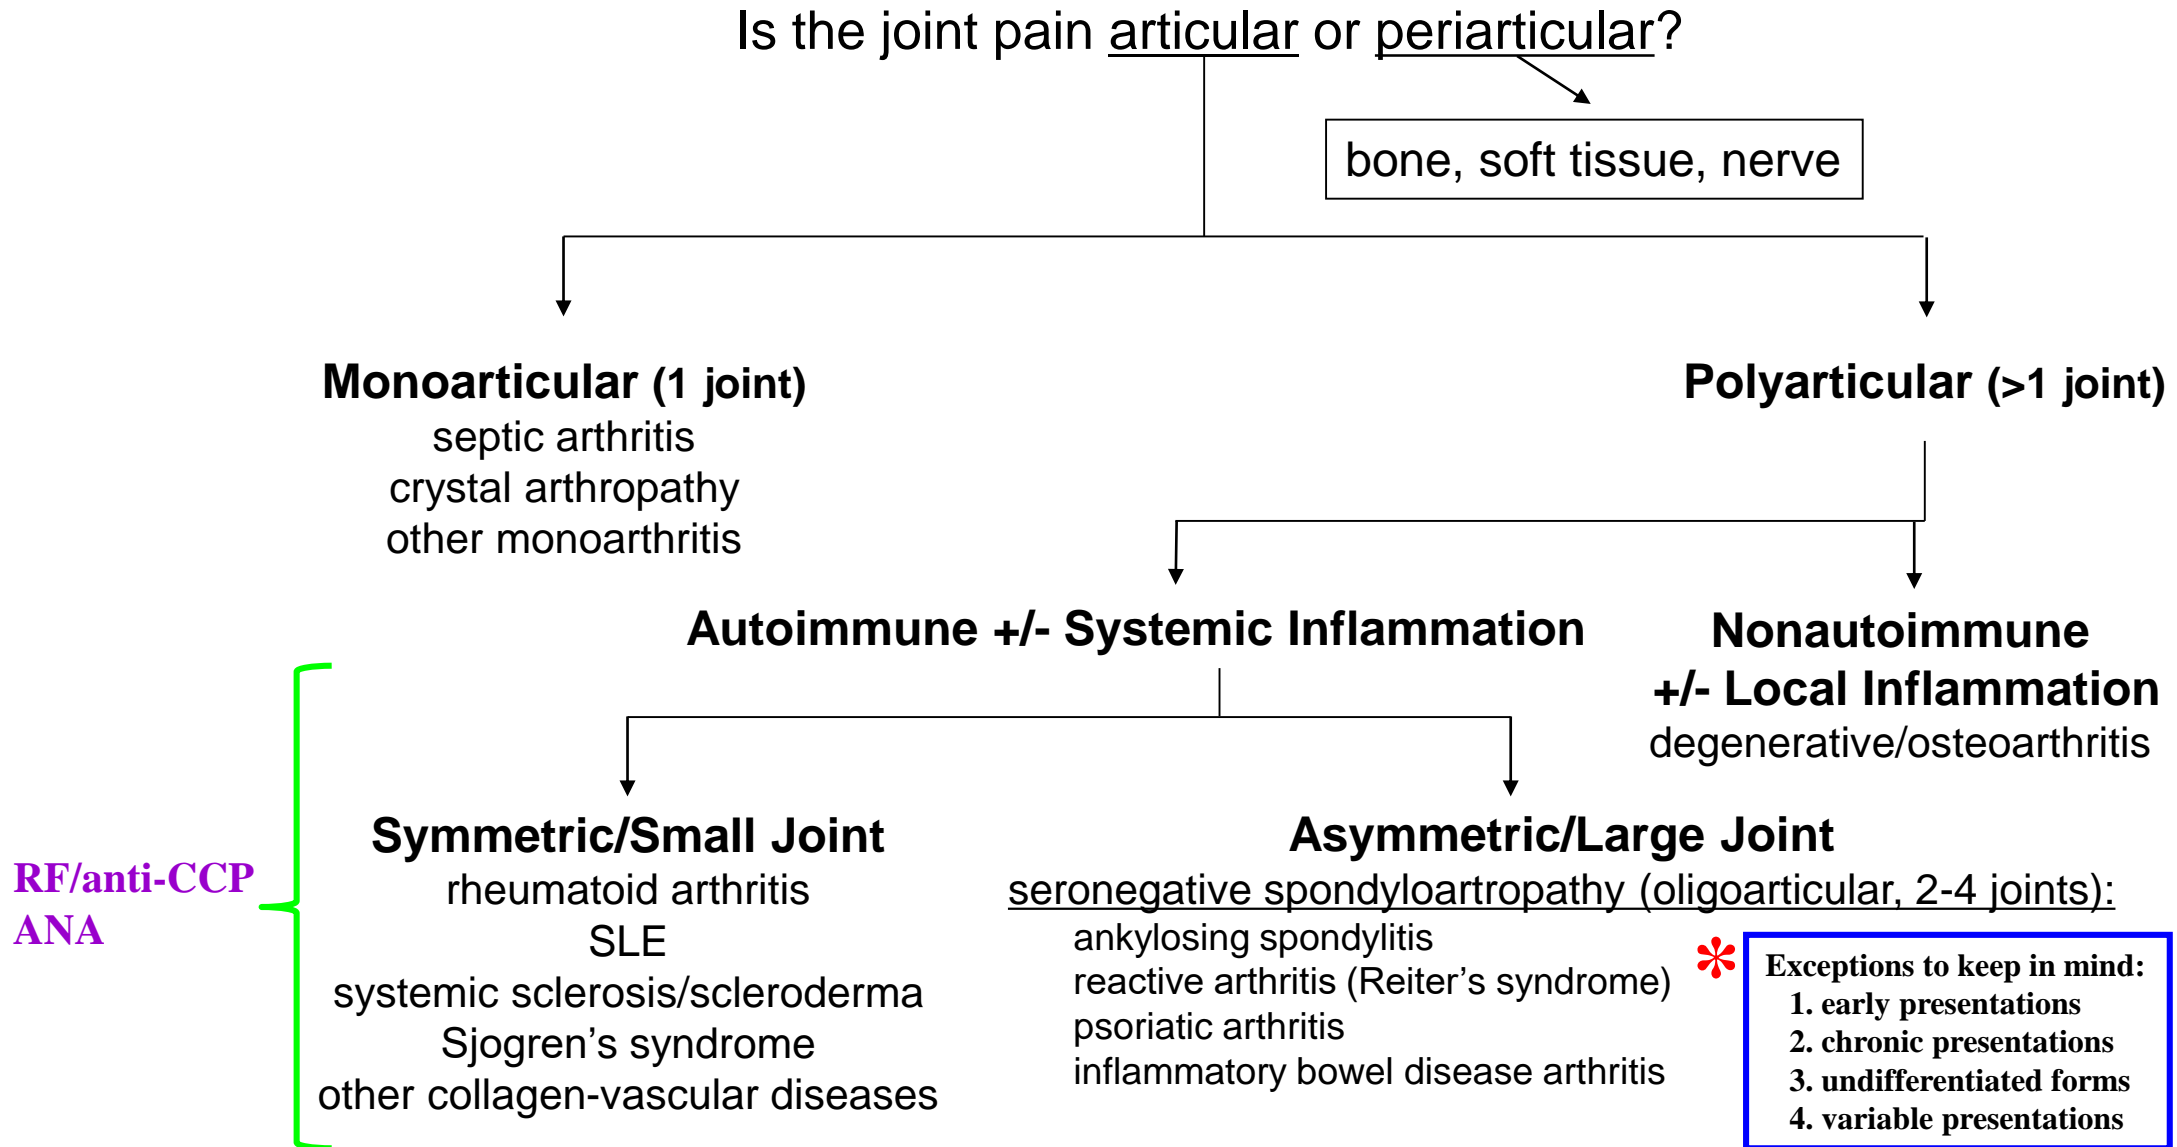 Is the joint pain articular or periarticular?
bone, soft tissue, nerve
Monoarticular (1 joint)
septic arthritis
crystal arthropathy
other monoarthritis
Polyarticular (>1 joint)
Autoimmune +/- Systemic Inflammation
Nonautoimmune
+/- Local Inflammation
degenerative/osteoarthritis
RF/anti-CCP
ANA
Symmetric/Small Joint
rheumatoid arthritis
SLE
systemic sclerosis/scleroderma
Sjogren’s syndrome
other collagen-vascular diseases
Asymmetric/Large Joint
seronegative spondyloartropathy (oligoarticular, 2-4 joints):
ankylosing spondylitis
reactive arthritis (Reiter’s syndrome)
psoriatic arthritis
inflammatory bowel disease arthritis
*
Exceptions to keep in mind:
1. early presentations
2. chronic presentations
3. undifferentiated forms
4. variable presentations